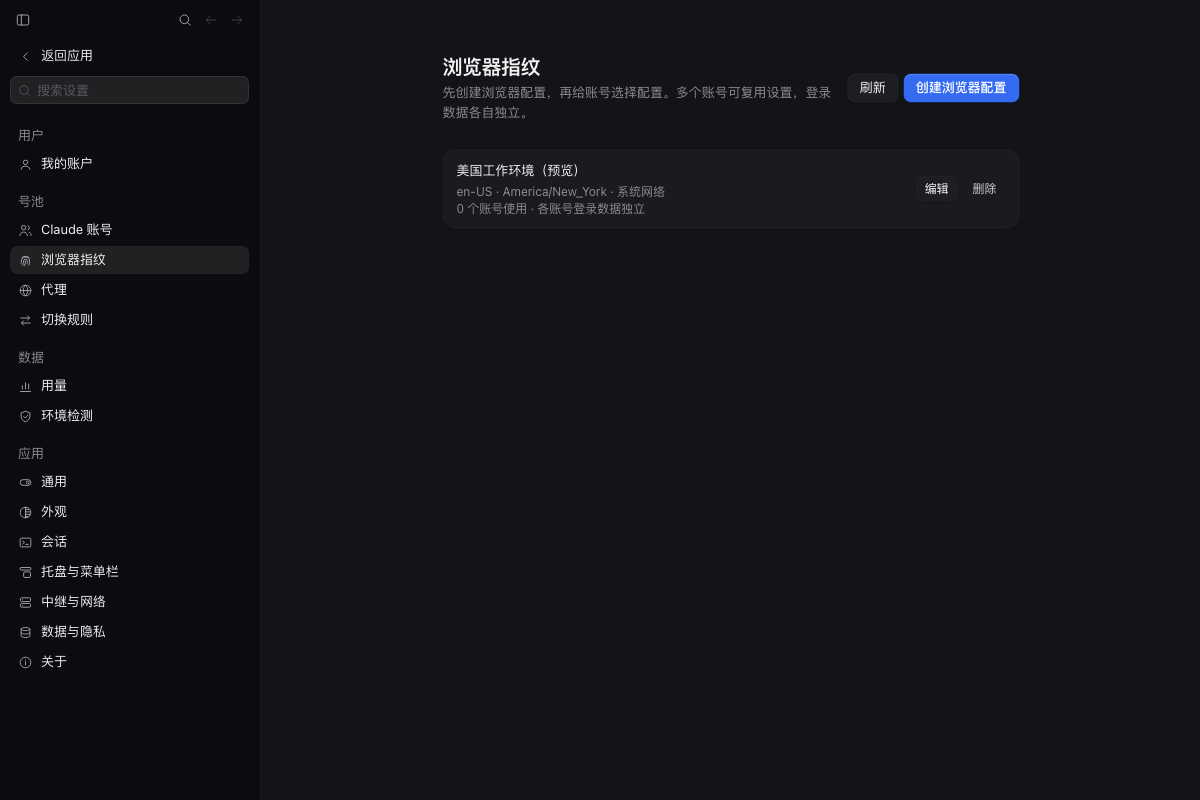 返回应用
搜索设置
用户
我的账户
号池
Claude 账号
浏览器指纹
代理
切换规则
数据
用量
环境检测
应用
通用
外观
会话
托盘与菜单栏
中继与网络
数据与隐私
关于
浏览器指纹
先创建浏览器配置，再给账号选择配置。多个账号可复用设置，登录
数据各自独立。
刷新
创建浏览器配置
美国工作环境（预览）
en-US · America/New_York · 系统网络
0 个账号使用 · 各账号登录数据独立
编辑
删除